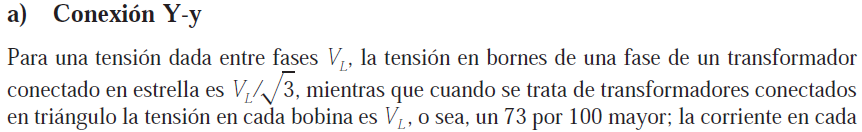 a) Conexión Y-y
Para una tensión dada entre fases V_L, la tensión en bornes de una fase de un transformador
conectado en estrella es V_L/√3, mientras que cuando se trata de transformadores conectados
en triángulo la tensión en cada bobina es V_L, o sea, un 73 por 100 mayor; la corriente en cada